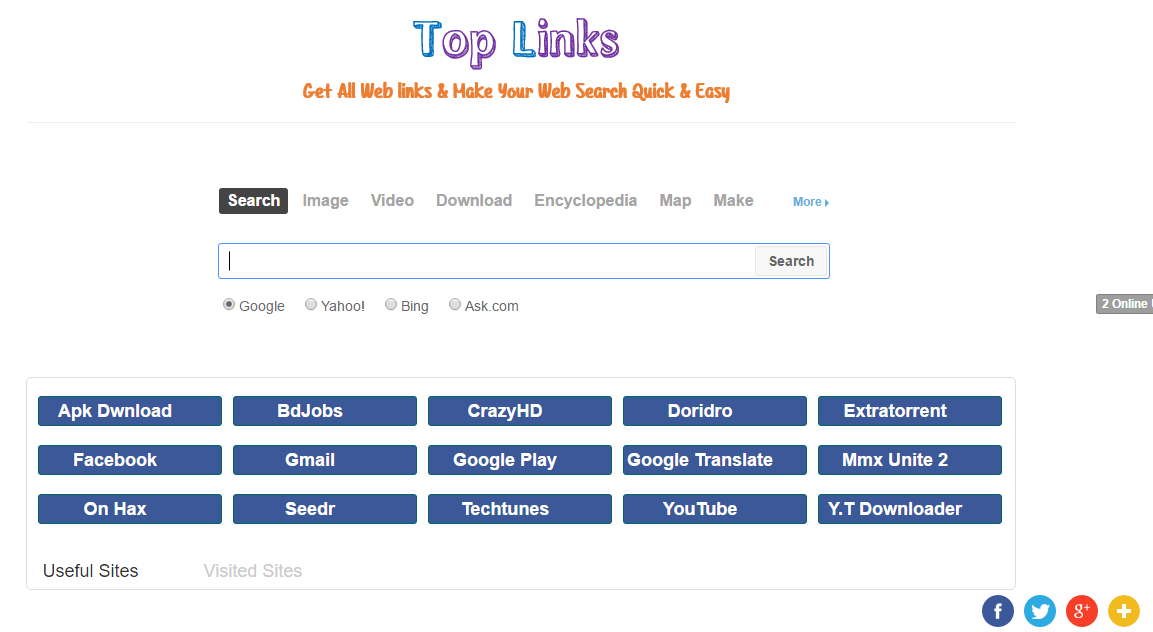 Top Links
Get All Web links & Make Your Web Search Quick & Easy
Search Image Video Download Encyclopedia Map Make More
Search
Google Yahoo! Bing Ask.com
2 Online
Apk Dwnload BdJobs CrazyHD Doridro Extratorrent
Facebook Gmail Google Play Google Translate Mmx Unite 2
On Hax Seedr Techtunes YouTube Y.T Downloader
Useful Sites Visited Sites
f g+